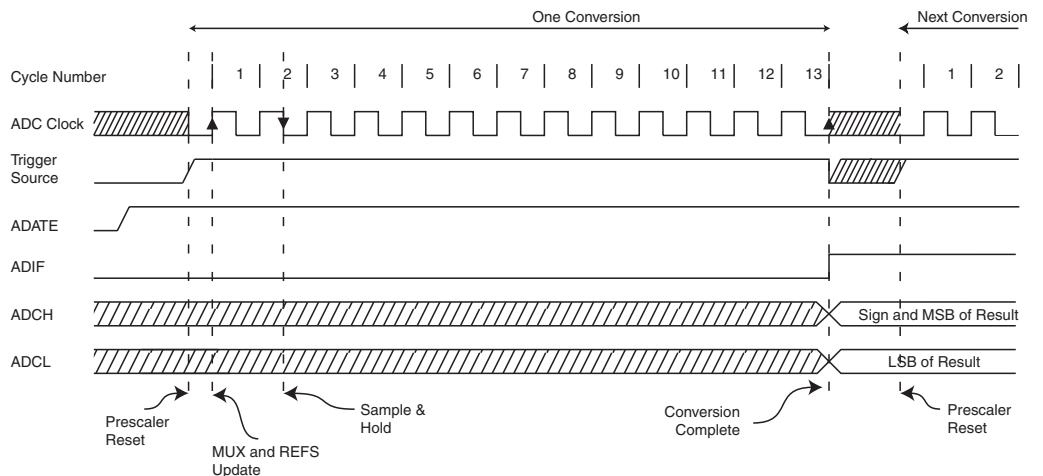 One Conversion
Next Conversion
Cycle Number
1 2 3 4 5 6 7 8 9 10 11 12 13 1 2
ADC Clock
Trigger
Source
ADATE
ADIF
ADCH
Sign and MSB of Result
ADCL
LSB of Result
Prescaler
Reset
MUX and REFS
Update
Sample &
Hold
Conversion
Complete
Prescaler
Reset